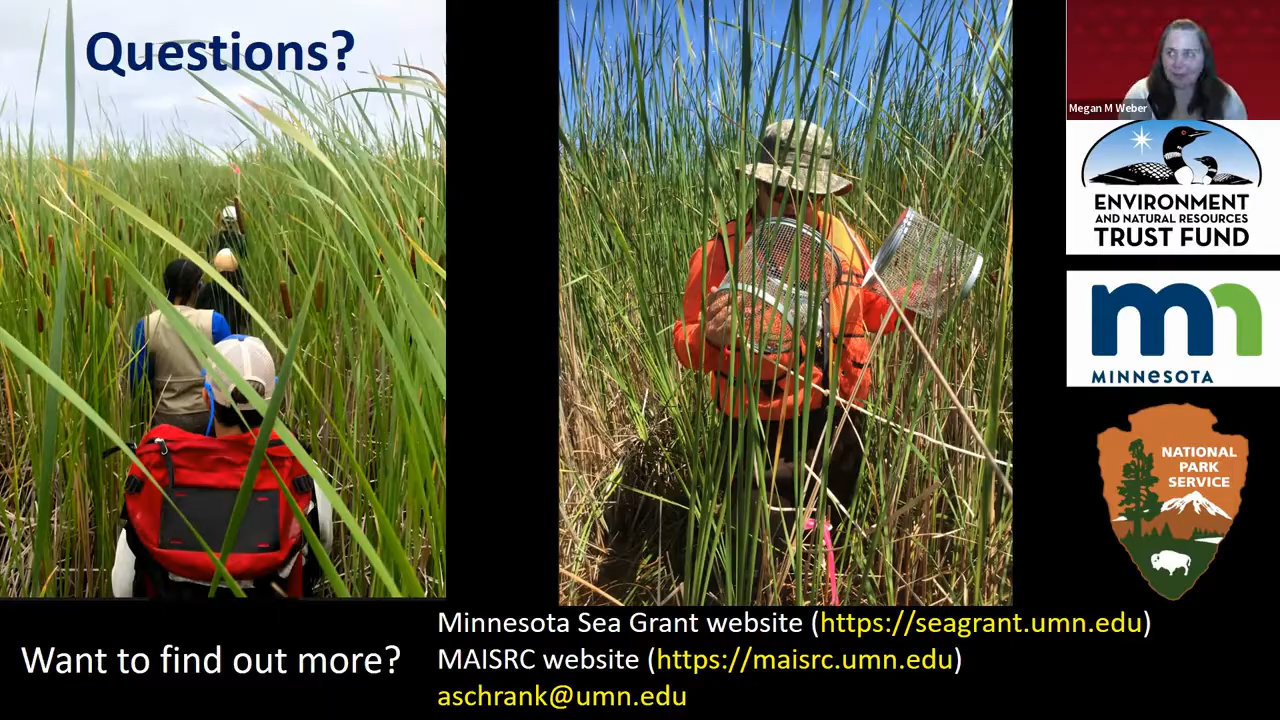 Questions?
Megan M Weber
ENVIRONMENT
AND NATURAL RESOURCES
TRUST FUND
mn
MINNESOTA
NATIONAL
PARK
SERVICE
Want to find out more?
Minnesota Sea Grant website (https://seagrant.umn.edu)
MAISRC website (https://maisrc.umn.edu)
aschrank@umn.edu